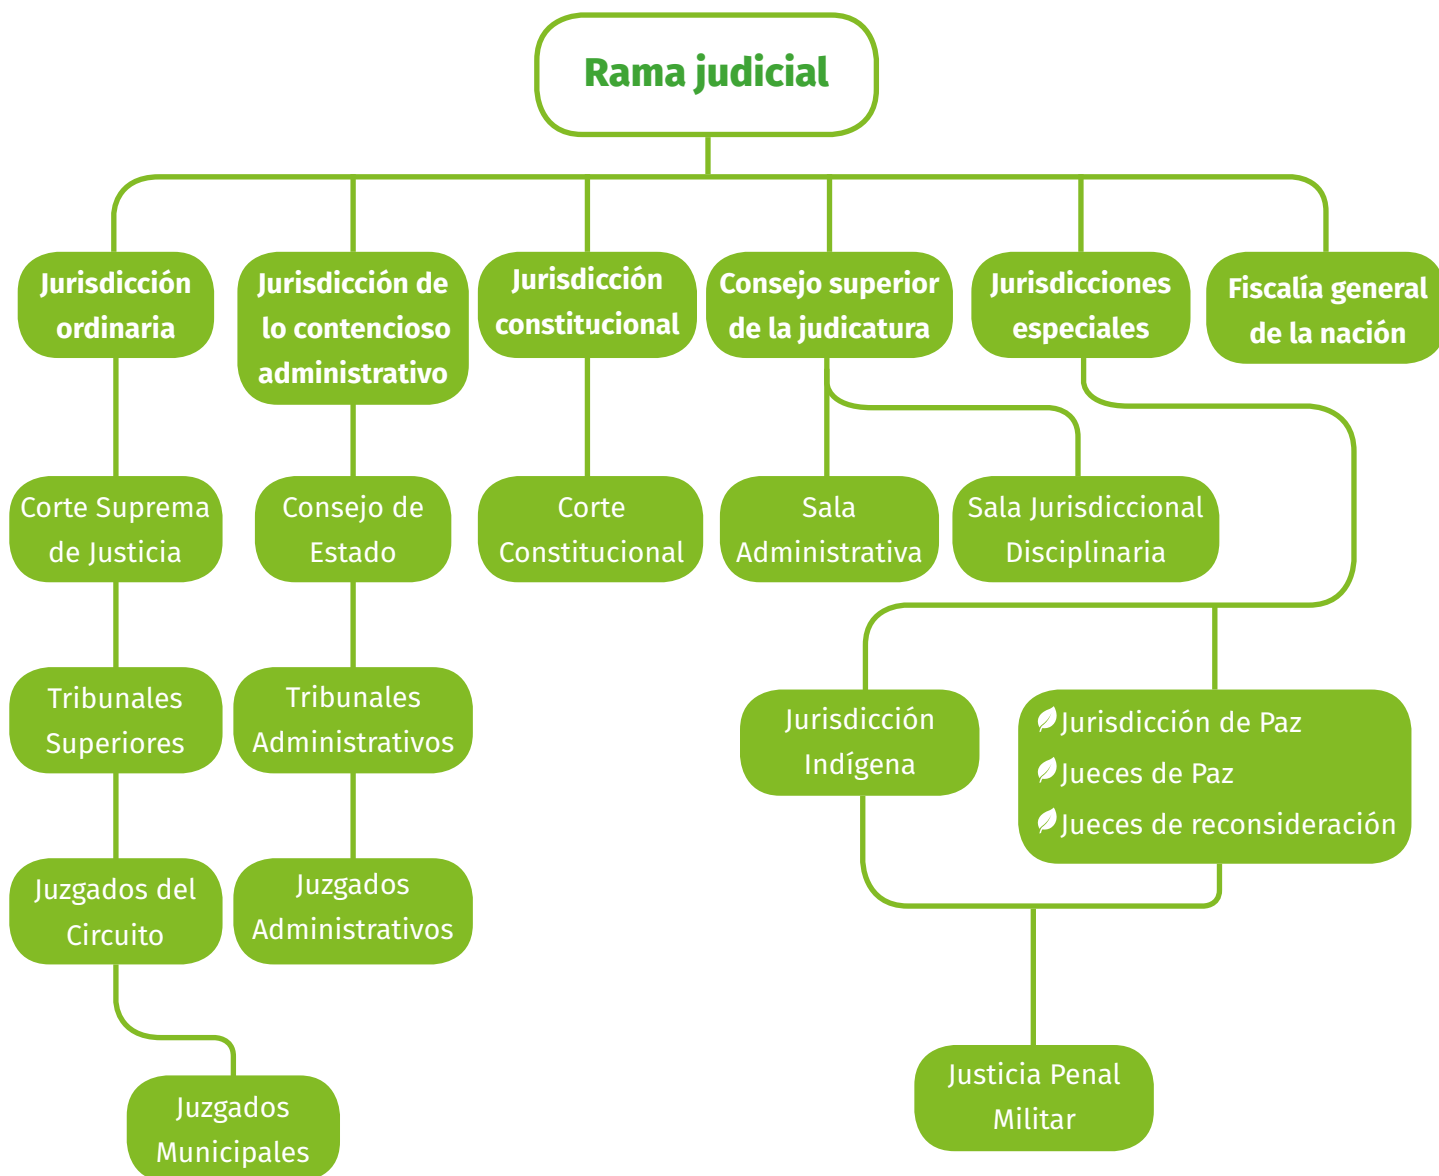 Rama judicial
Jurisdicción
ordinaria
Jurisdicción de
lo contencioso
administrativo
Jurisdicción
constitucional
Consejo superior
de la judicatura
Jurisdicciones
especiales
Fiscalía general
de la nación
Corte Suprema
de Justicia
Consejo de
Estado
Corte
Constitucional
Sala
Administrativa
Sala Jurisdiccional
Disciplinaria
Tribunales
Superiores
Tribunales
Administrativos
Jurisdicción
Indígena
Jurisdicción de Paz
Jueces de Paz
Jueces de reconsideración
Juzgados del
Circuito
Juzgados
Administrativos
Justicia Penal
Militar
Juzgados
Municipales